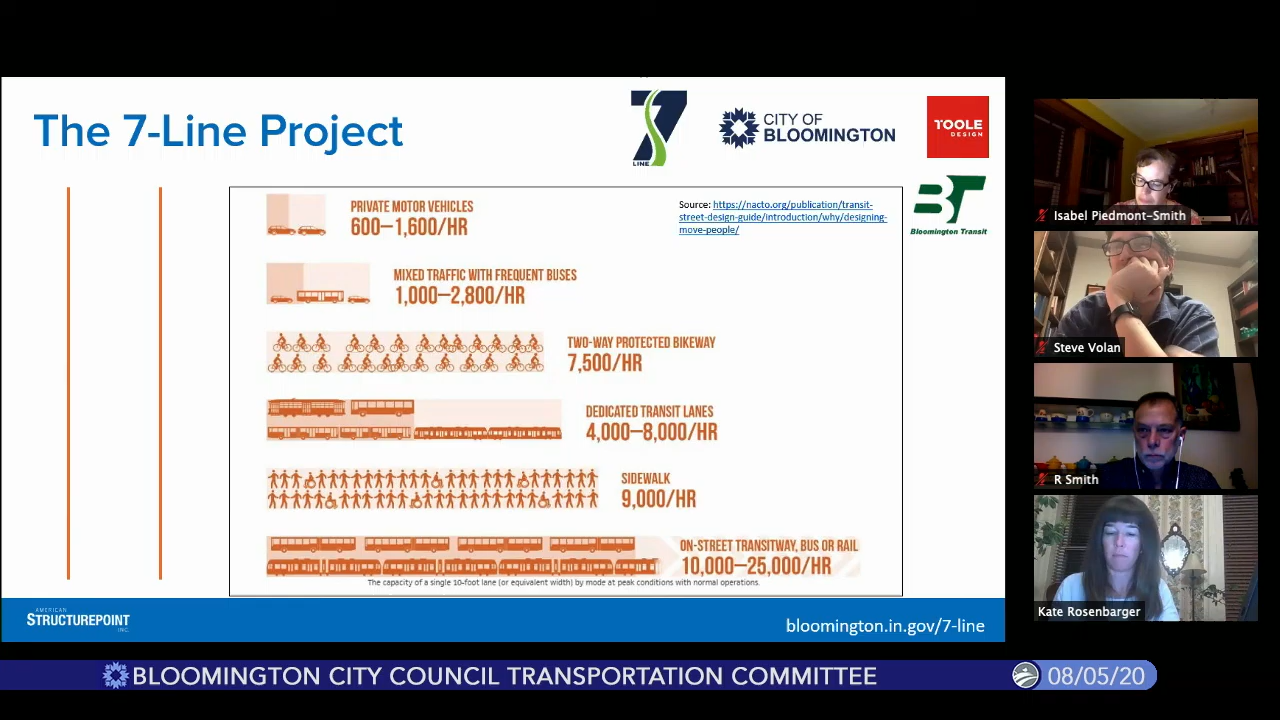 The 7-Line Project
7
LINE
CITY OF
BLOOMINGTON
TOOLE
DESIGN
BT
Bloomington Transit
PRIVATE MOTOR VEHICLES
600–1,600/HR
Source: https://nacto.org/publication/transit-
street-design-guide/introduction/why/designing-
move-people/
MIXED TRAFFIC WITH FREQUENT BUSES
1,000–2,800/HR
TWO-WAY PROTECTED BIKEWAY
7,500/HR
DEDICATED TRANSIT LANES
4,000–8,000/HR
SIDEWALK
9,000/HR
ON-STREET TRANSITWAY, BUS OR RAIL
10,000–25,000/HR
The capacity of a single 10-foot lane (or equivalent width) by mode at peak conditions with normal operations.
AMERICAN
STRUCTUREPOINT
INC.
bloomington.in.gov/7-line
Isabel Piedmont-Smith
Steve Volan
R Smith
Kate Rosenbarger
BLOOMINGTON CITY COUNCIL TRANSPORTATION COMMITTEE
08/05/20